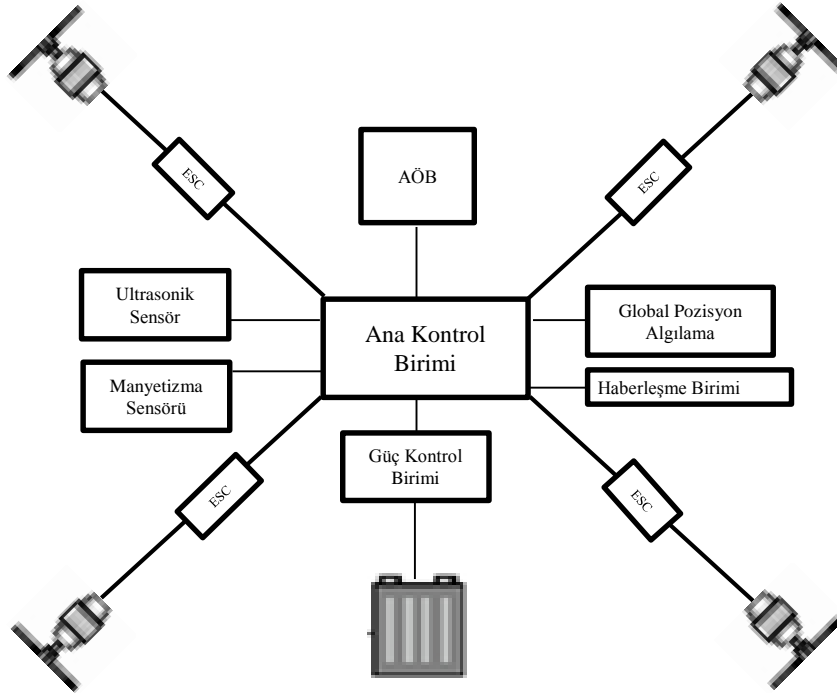 ESC
ESC
AÖB
Ultrasonik
Sensör
Ana Kontrol
Birimi
Global Pozisyon
Algılama
Manyetizma
Sensörü
Haberleşme Birimi
Güç Kontrol
Birimi
ESC
ESC